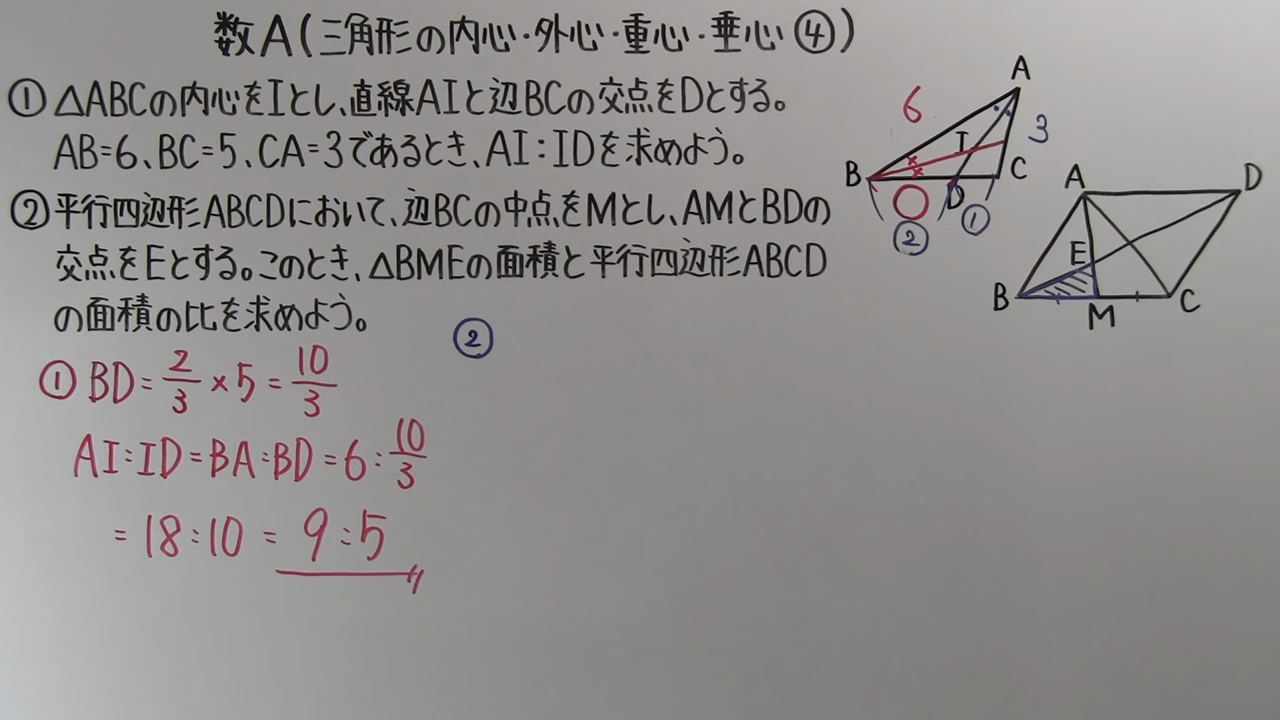 数A(三角形の内心・外心・重心・垂心④)
① △ABCの内心をIとし、直線AIと辺BCの交点をDとする。
AB=6、BC=5、CA=3であるとき、AI:IDを求めよう。
② 平行四辺形ABCDにおいて、辺BCの中点をMとし、AMとBDの
交点をEとする。このとき、△BMEの面積と平行四辺形ABCD
の面積の比を求めよう。
A
6
3
I
B
D
C
②
①
A
D
E
B
M
C
① BD=2/3×5=10/3
AI:ID=BA:BD=6:10/3
=18:10=9:5
②